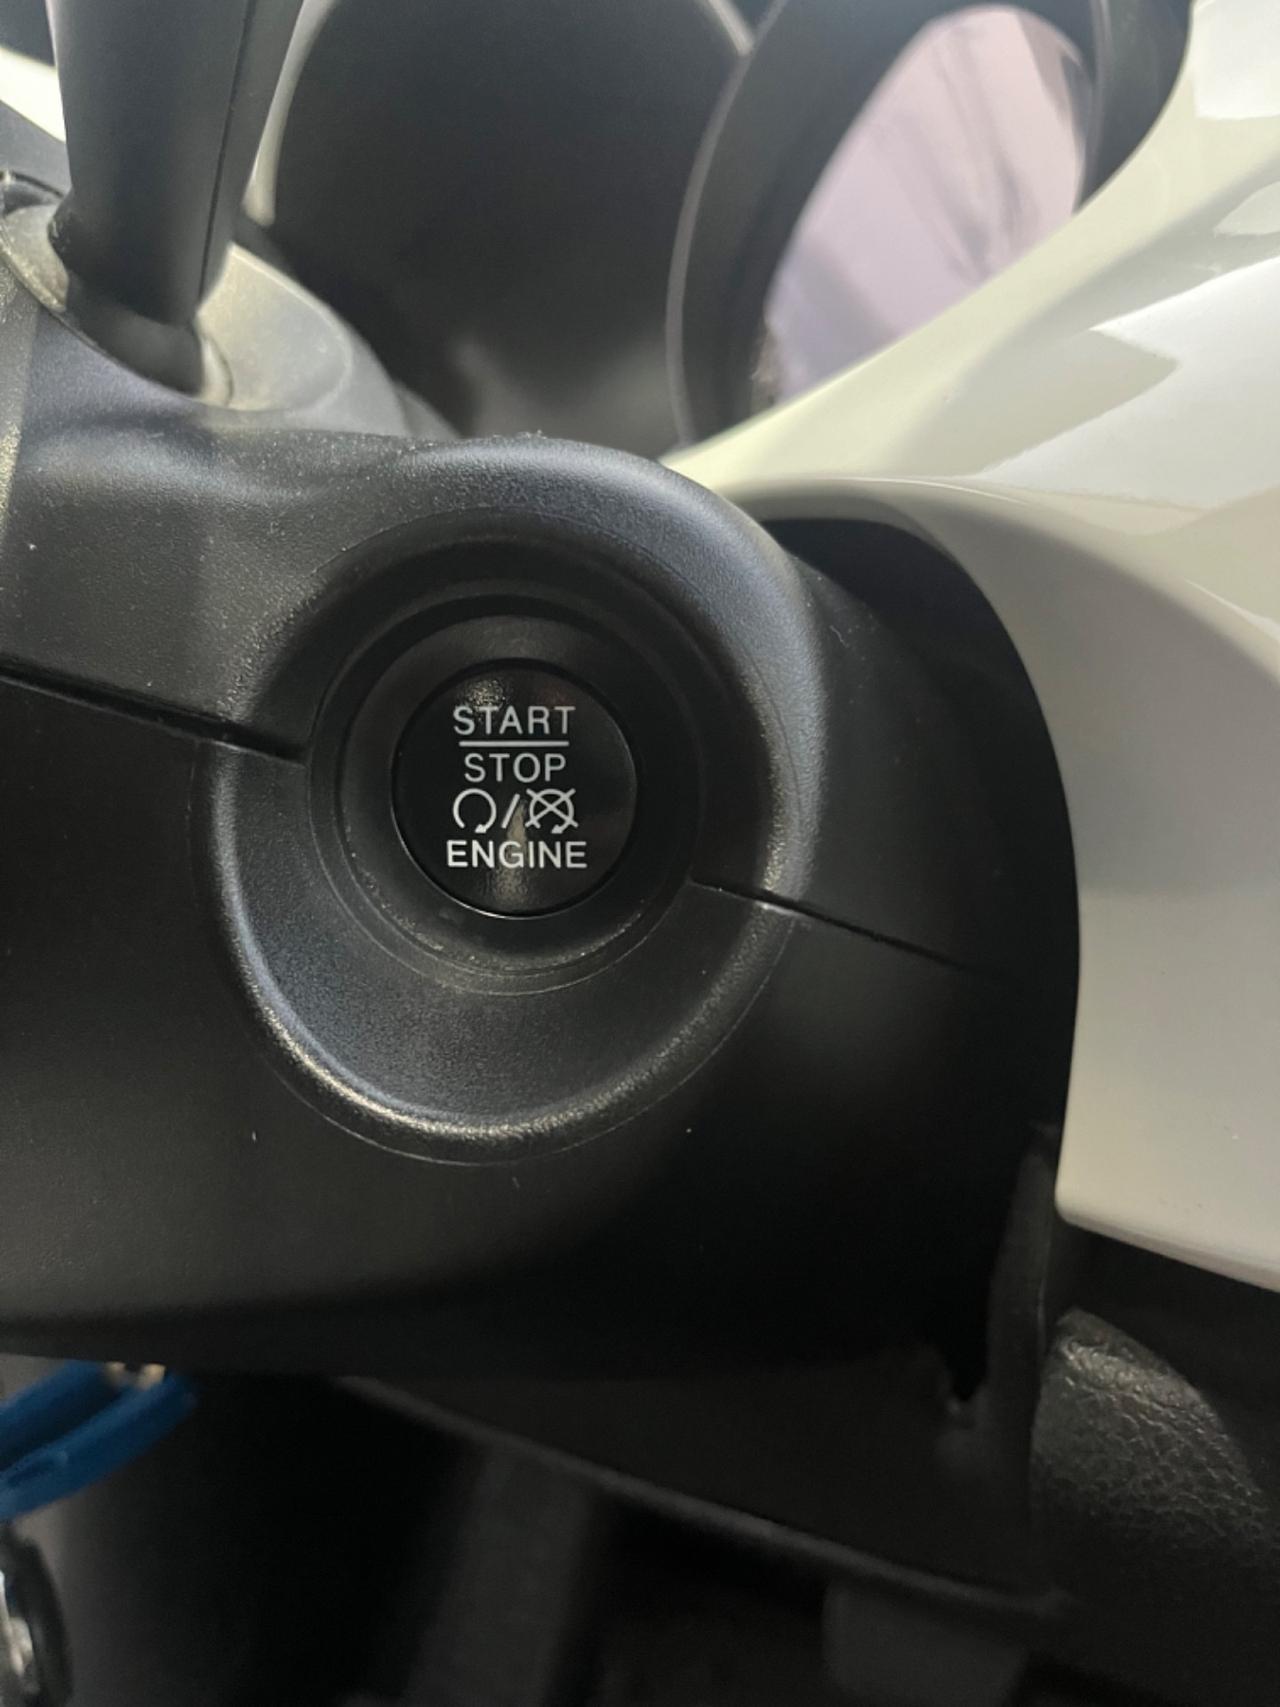 START
STOP
/
ENGINE